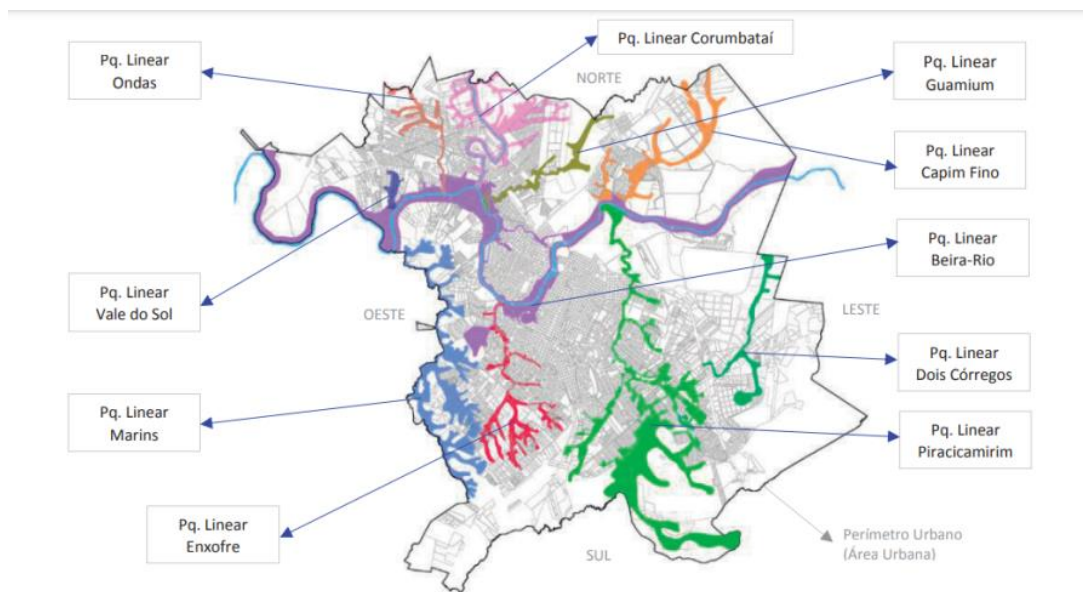 Pq. Linear
Ondas
Pq. Linear Corumbataí
NORTE
Pq. Linear
Guamium
Pq. Linear
Capim Fino
Pq. Linear
Beira-Rio
Pq. Linear
Vale do Sol
OESTE
LESTE
Pq. Linear
Dois Córregos
Pq. Linear
Marins
Pq. Linear
Piracicamirim
Pq. Linear
Enxofre
SUL
Perímetro Urbano
(Área Urbana)